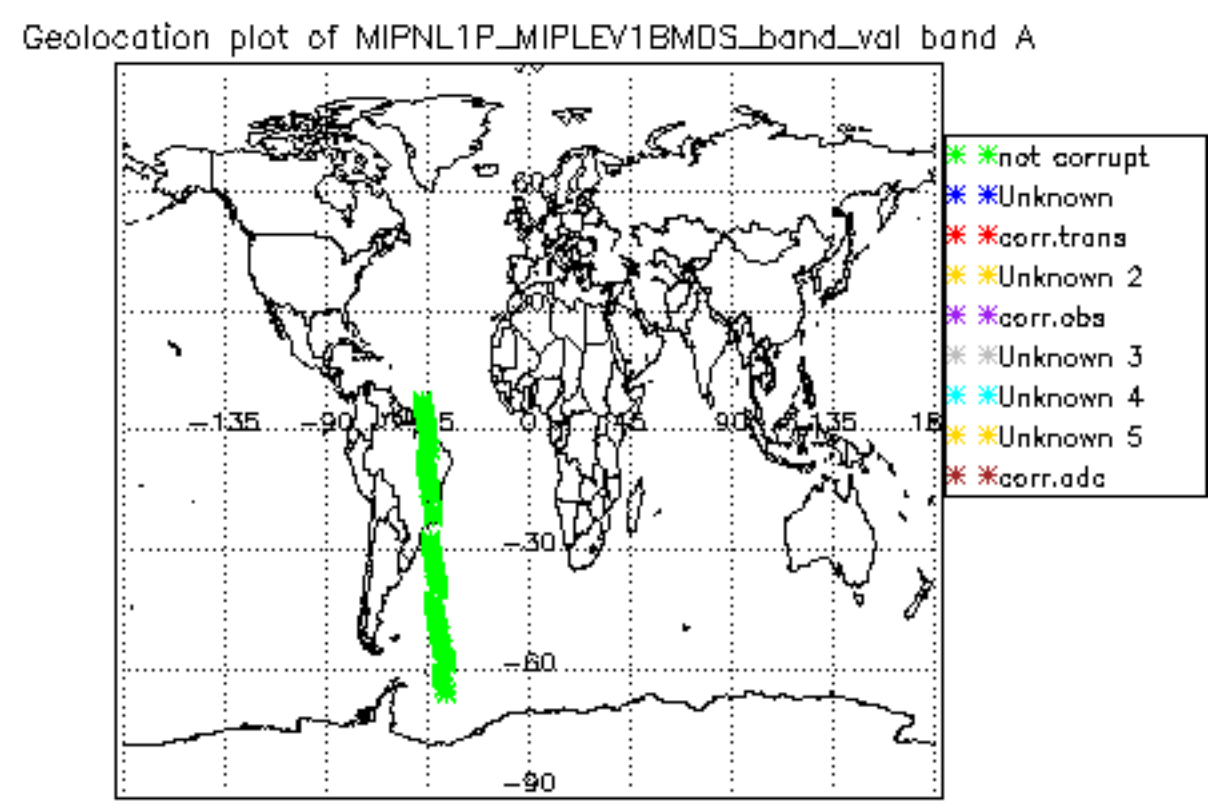 Geolocation plot of MIPNL1P_MIPLEV1BMDS_band_val band A
not corrupt
Unknown
corr.trans
Unknown 2
corr.obs
Unknown 3
Unknown 4
Unknown 5
corr.adc
60
-135 -90 0 90 135
-30
-60
-90